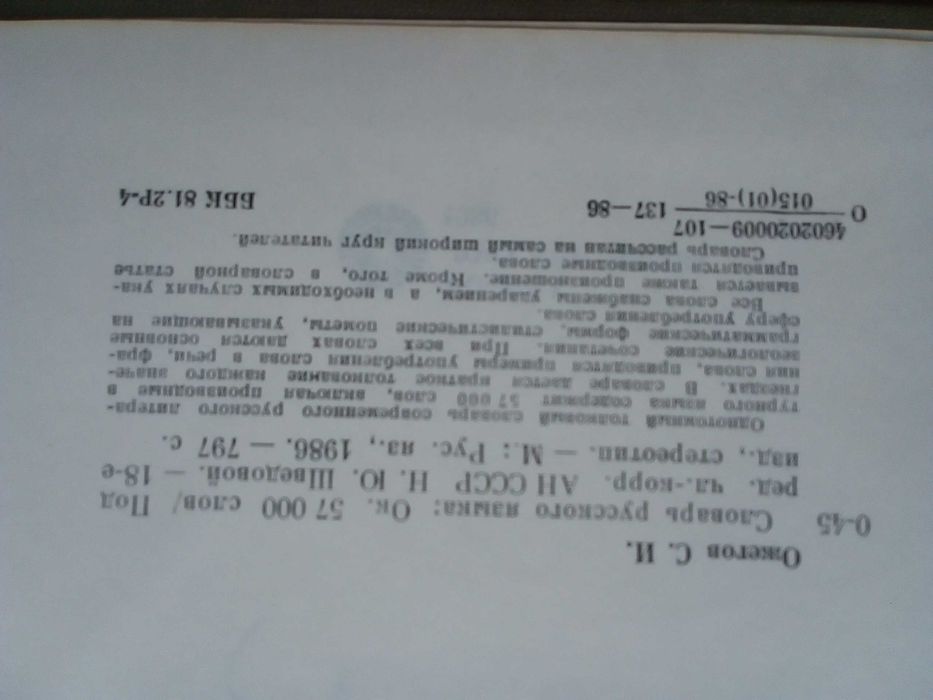 Ожегов С. И.
О-45 Словарь русского языка: Ок. 57 000 слов/ Под
ред. чл.-корр. АН СССР Н. Ю. Шведовой. — 18-е
изд., стереотип. — М.: Рус. яз., 1986. — 797 с.
Однотомный толковый словарь современного русского литера-
турного языка содержит 57 000 слов, включая производные в
гнездах. В словаре дается краткое толкование каждого значе-
ния слова, приводятся примеры употребления слова в речи, фра-
зеологические сочетания. При всех словах даются основные
грамматические формы, стилистические пометы, указывающие на
сферу употребления слова.
Все слова снабжены ударением, а в необходимых случаях ука-
зывается также произношение. Кроме того, в словарной статье
приводятся производные слова.
Словарь рассчитан на самый широкий круг читателей.
4602020009—107
О 137—86 ББК 81.2Р-4
015(01)-86